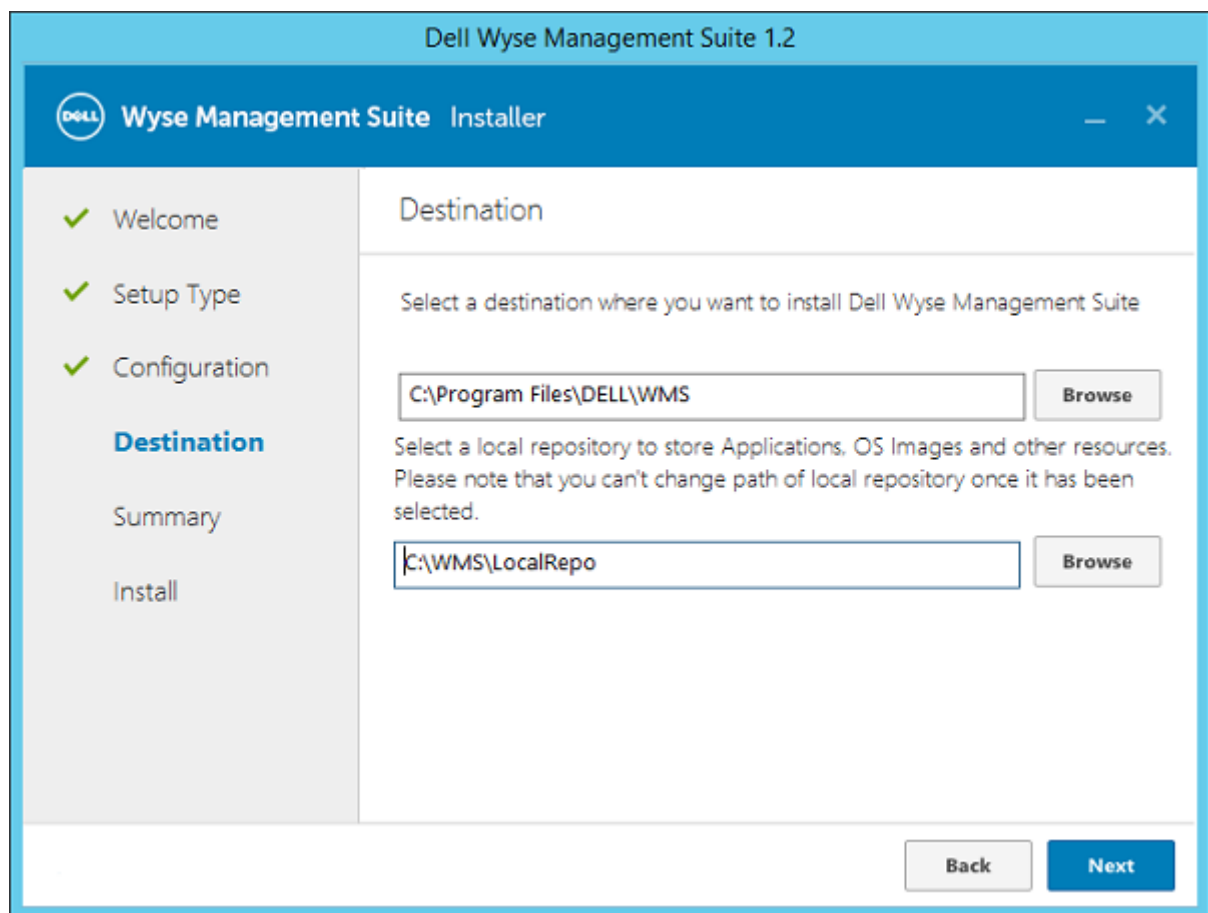 Dell Wyse Management Suite 1.2
DELL Wyse Management Suite Installer
Welcome
Setup Type
Configuration
Destination
Summary
Install
Destination
Select a destination where you want to install Dell Wyse Management Suite
C:\Program Files\DELL\WMS
Browse
Select a local repository to store Applications, OS Images and other resources.
Please note that you can't change path of local repository once it has been
selected.
C:\WMS\LocalRepo
Browse
Back
Next